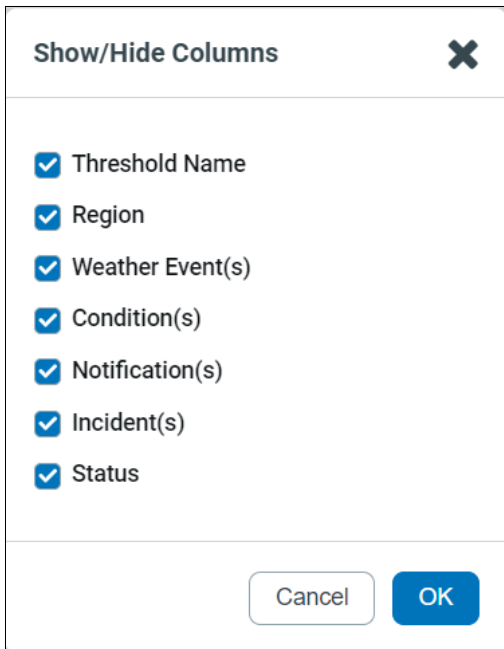 Show/Hide Columns
Threshold Name
Region
Weather Event(s)
Condition(s)
Notification(s)
Incident(s)
Status
Cancel OK